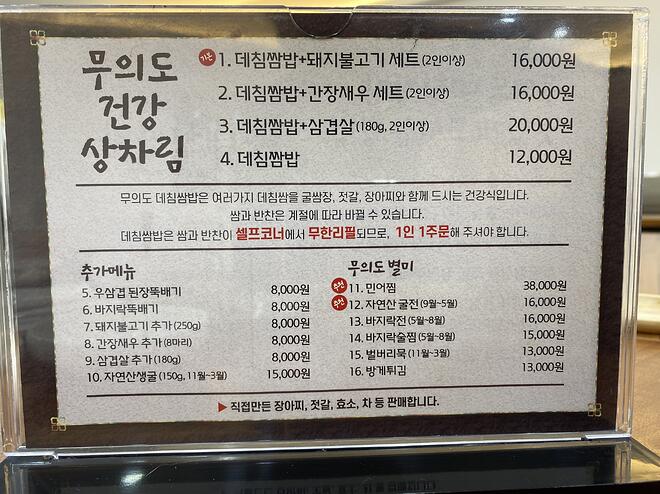 무의도
건강
상차림
기본 1. 데침쌈밥+돼지불고기 세트 (2인이상) 16,000원
2. 데침쌈밥+간장새우 세트 (2인이상) 16,000원
3. 데침쌈밥+삼겹살 (180g, 2인이상) 20,000원
4. 데침쌈밥 12,000원
무의도 데침쌈밥은 여러가지 데침쌈을 굴쌈장, 젓갈, 장아찌와 함께 드시는 건강식입니다.
쌈과 반찬은 계절에 따라 바뀔 수 있습니다.
데침쌈밥은 쌈과 반찬이 셀프코너에서 무한리필되므로, 1인 1주문해 주셔야 합니다.
추가메뉴
5. 우삼겹 된장뚝배기 8,000원
6. 바지락뚝배기 8,000원
7. 돼지불고기 추가 (250g) 8,000원
8. 간장새우 추가 (8마리) 8,000원
9. 삼겹살 추가 (180g) 8,000원
10. 자연산생굴 (150g, 11월~3월) 15,000원
무의도 별미
추천 11. 민어찜 38,000원
추천 12. 자연산 굴전 (9월~5월) 16,000원
13. 바지락전 (5월~8월) 16,000원
14. 바지락술찜 (5월~8월) 15,000원
15. 벌버리묵 (11월~3월) 13,000원
16. 방게튀김 13,000원
▶ 직접만든 장아찌, 젓갈, 효소, 차 등 판매합니다.